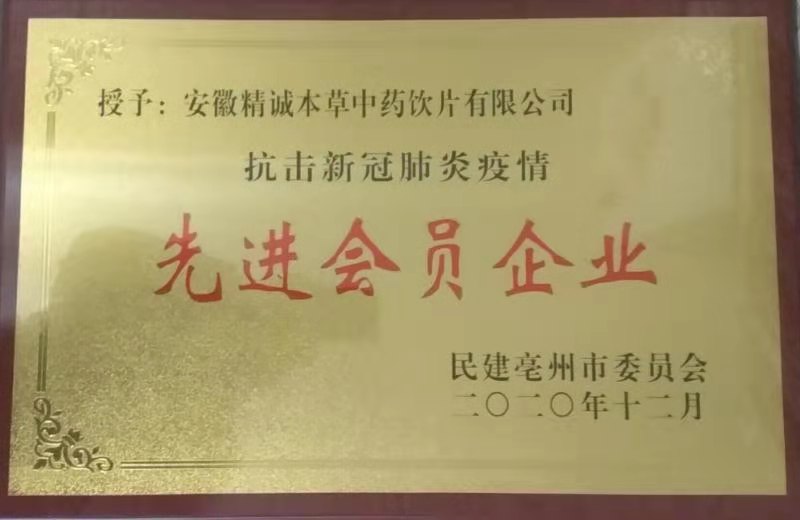 授予：安徽精诚本草中药饮片有限公司
抗击新冠肺炎疫情
先进会员企业
民建亳州市委员会
二〇二〇年十二月